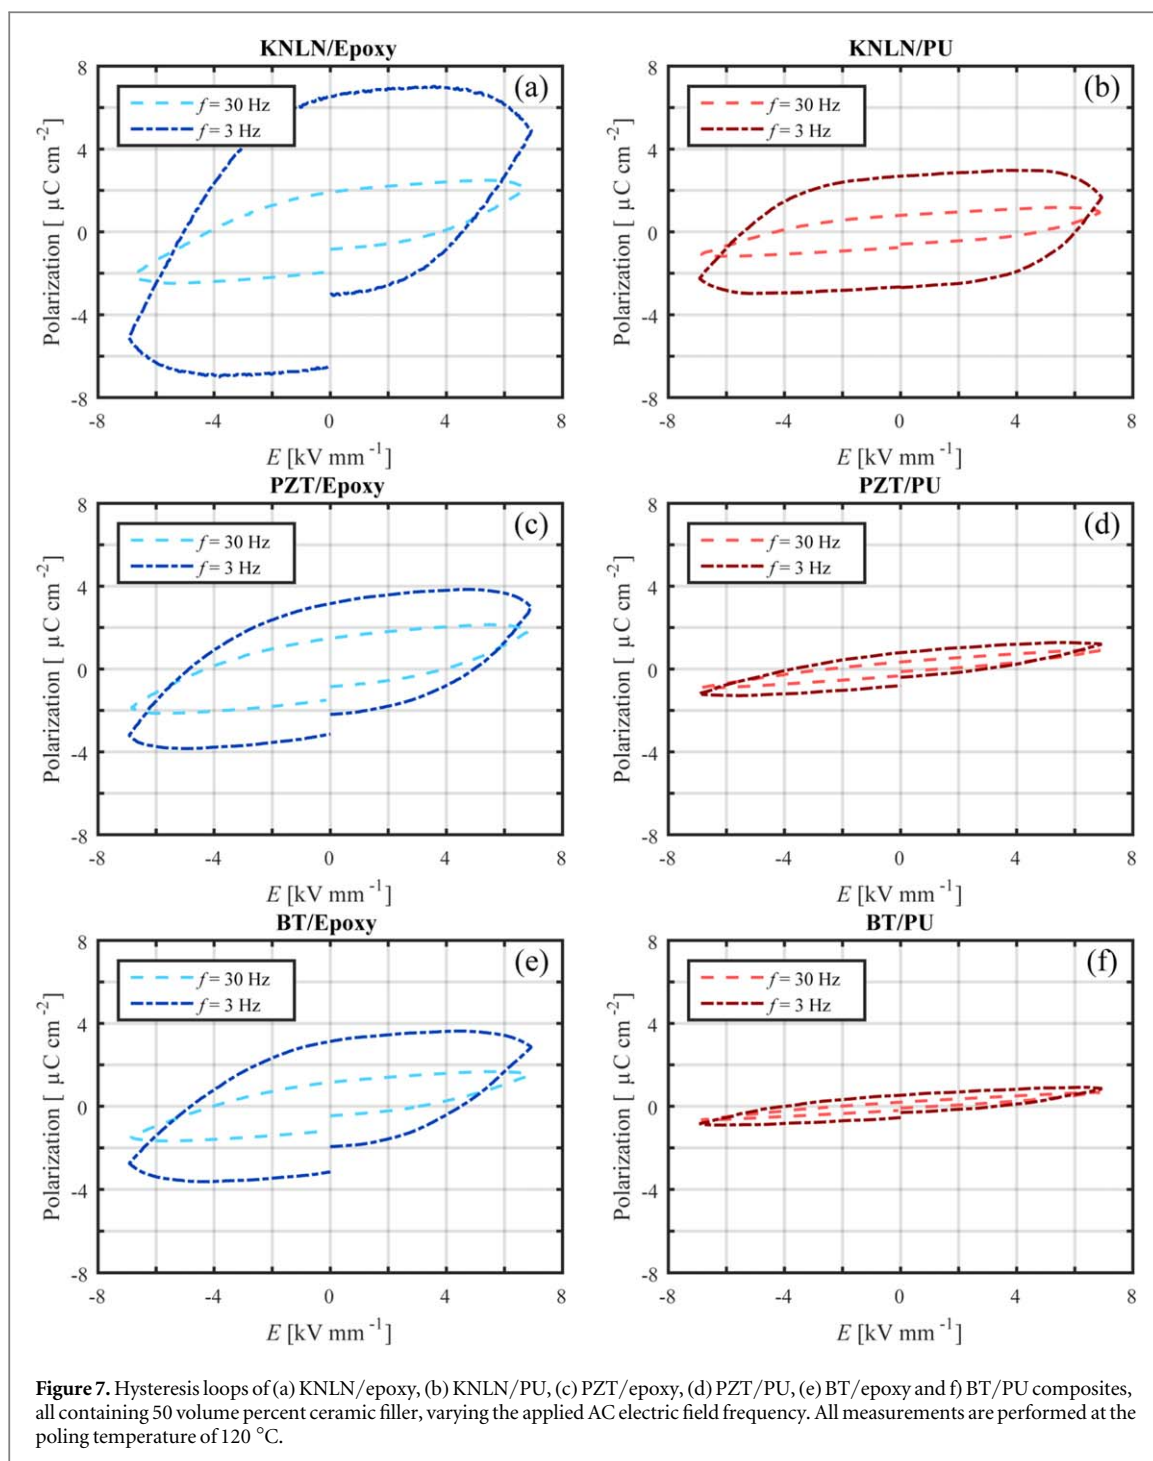 KNLN/Epoxy
(a)
f = 30 Hz
f = 3 Hz
Polarization [ μC cm⁻²]
8
4
0
-4
-8
-8 -4 0 4 8
E [kV mm⁻¹]
KNLN/PU
(b)
f = 30 Hz
f = 3 Hz
Polarization [ μC cm⁻²]
8
4
0
-4
-8
-8 -4 0 4 8
E [kV mm⁻¹]
PZT/Epoxy
(c)
f = 30 Hz
f = 3 Hz
Polarization [ μC cm⁻²]
8
4
0
-4
-8
-8 -4 0 4 8
E [kV mm⁻¹]
PZT/PU
(d)
f = 30 Hz
f = 3 Hz
Polarization [ μC cm⁻²]
8
4
0
-4
-8
-8 -4 0 4 8
E [kV mm⁻¹]
BT/Epoxy
(e)
f = 30 Hz
f = 3 Hz
Polarization [ μC cm⁻²]
8
4
0
-4
-8
-8 -4 0 4 8
E [kV mm⁻¹]
BT/PU
(f)
f = 30 Hz
f = 3 Hz
Polarization [ μC cm⁻²]
8
4
0
-4
-8
-8 -4 0 4 8
E [kV mm⁻¹]
Figure 7. Hysteresis loops of (a) KNLN/epoxy, (b) KNLN/PU, (c) PZT/epoxy, (d) PZT/PU, (e) BT/epoxy and f) BT/PU composites,
all containing 50 volume percent ceramic filler, varying the applied AC electric field frequency. All measurements are performed at the
poling temperature of 120 °C.